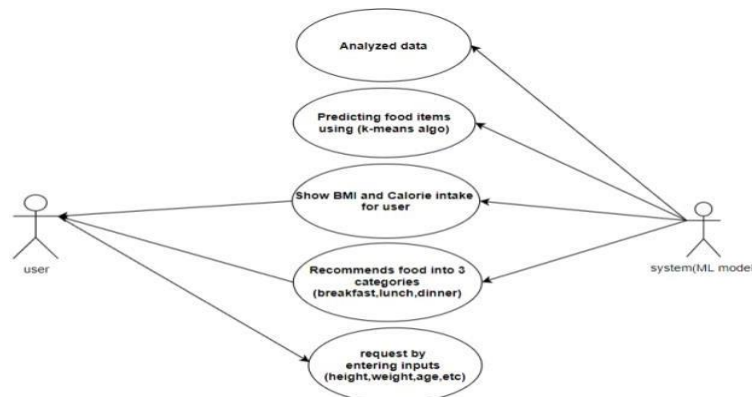 Analyzed data
Predicting food items
using (k-means algo)
Show BMI and Calorie intake
for user
user
system(ML model
Recommends food into 3
categories
(breakfast,lunch,dinner)
request by
entering inputs
(height,weight,age,etc)